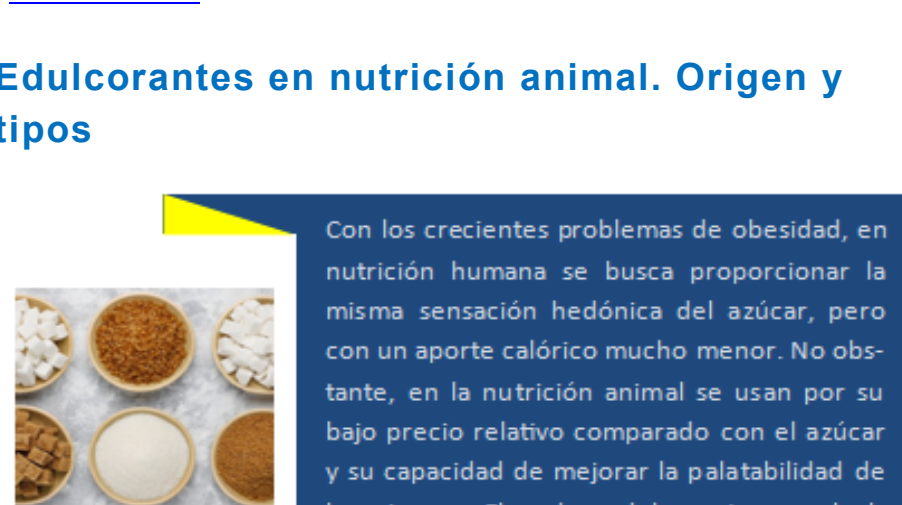 Edulcorantes en nutrición animal. Origen y
tipos
Con los crecientes problemas de obesidad, en
nutrición humana se busca proporcionar la
misma sensación hedónica del azúcar, pero
con un aporte calórico mucho menor. No obs-
tante, en la nutrición animal se usan por su
bajo precio relativo comparado con el azúcar
y su capacidad de mejorar la palatabilidad de